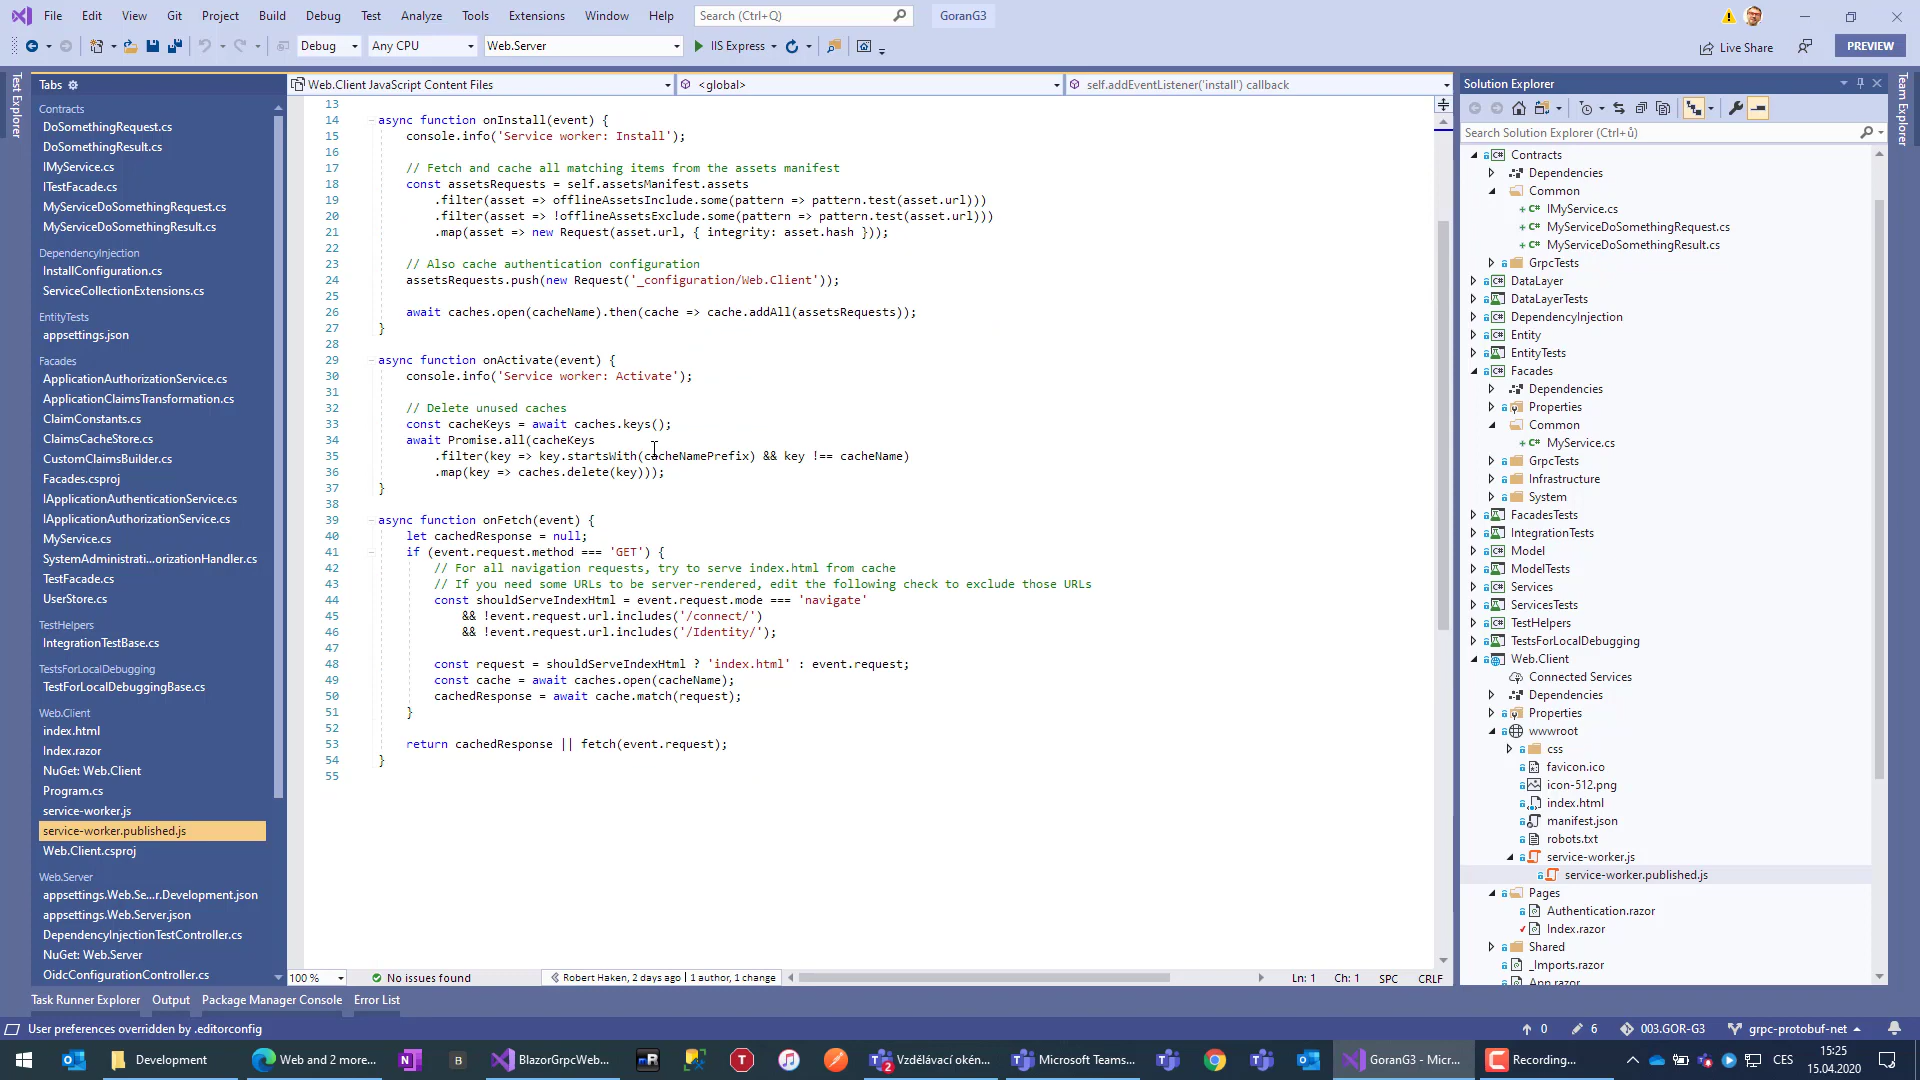 File Edit View Git Project Build Debug Test Analyze Tools Extensions Window Help Search (Ctrl+Q) GoranG3
Debug Any CPU Web.Server IIS Express Live Share PREVIEW
Test Explorer
Tabs
Contracts
DoSomethingRequest.cs
DoSomethingResult.cs
IMyService.cs
ITestFacade.cs
MyServiceDoSomethingRequest.cs
MyServiceDoSomethingResult.cs
DependencyInjection
InstallConfiguration.cs
ServiceCollectionExtensions.cs
EntityTests
appsettings.json
Facades
ApplicationAuthorizationService.cs
ApplicationClaimsTransformation.cs
ClaimConstants.cs
ClaimsCacheStore.cs
CustomClaimsBuilder.cs
Facades.csproj
IApplicationAuthenticationService.cs
IApplicationAuthorizationService.cs
MyService.cs
SystemAdministrati...orizationHandler.cs
TestFacade.cs
UserStore.cs
TestHelpers
IntegrationTestBase.cs
TestsForLocalDebugging
TestForLocalDebuggingBase.cs
Web.Client
index.html
Index.razor
NuGet: Web.Client
Program.cs
service-worker.js
service-worker.published.js
Web.Client.csproj
Web.Server
appsettings.Web.Se...r.Development.json
appsettings.Web.Server.json
DependencyInjectionTestController.cs
NuGet: Web.Server
OidcConfigurationController.cs
Web.Client JavaScript Content Files <global> self.addEventListener('install') callback
13
14 async function onInstall(event) {
15 console.info('Service worker: Install');
16
17 // Fetch and cache all matching items from the assets manifest
18 const assetsRequests = self.assetsManifest.assets
19 .filter(asset => offlineAssetsInclude.some(pattern => pattern.test(asset.url)))
20 .filter(asset => !offlineAssetsExclude.some(pattern => pattern.test(asset.url)))
21 .map(asset => new Request(asset.url, { integrity: asset.hash }));
22
23 // Also cache authentication configuration
24 assetsRequests.push(new Request('_configuration/Web.Client'));
25
26 await caches.open(cacheName).then(cache => cache.addAll(assetsRequests));
27 }
28
29 async function onActivate(event) {
30 console.info('Service worker: Activate');
31
32 // Delete unused caches
33 const cacheKeys = await caches.keys();
34 await Promise.all(cacheKeys
35 .filter(key => key.startsWith(cacheNamePrefix) && key !== cacheName)
36 .map(key => caches.delete(key)));
37 }
38
39 async function onFetch(event) {
40 let cachedResponse = null;
41 if (event.request.method === 'GET') {
42 // For all navigation requests, try to serve index.html from cache
43 // If you need some URLs to be server-rendered, edit the following check to exclude those URLs
44 const shouldServeIndexHtml = event.request.mode === 'navigate'
45 && !event.request.url.includes('/connect/')
46 && !event.request.url.includes('/Identity/');
47
48 const request = shouldServeIndexHtml ? 'index.html' : event.request;
49 const cache = await caches.open(cacheName);
50 cachedResponse = await cache.match(request);
51 }
52
53 return cachedResponse || fetch(event.request);
54 }
55
100 % No issues found Robert Haken, 2 days ago | 1 author, 1 change Ln: 1 Ch: 1 SPC CRLF
Solution Explorer
Search Solution Explorer (Ctrl+ů)
Contracts
Dependencies
Common
IMyService.cs
MyServiceDoSomethingRequest.cs
MyServiceDoSomethingResult.cs
GrpcTests
DataLayer
DataLayerTests
DependencyInjection
Entity
EntityTests
Facades
Dependencies
Properties
Common
MyService.cs
GrpcTests
Infrastructure
System
FacadesTests
IntegrationTests
Model
ModelTests
Services
ServicesTests
TestHelpers
TestsForLocalDebugging
Web.Client
Connected Services
Dependencies
Properties
wwwroot
css
favicon.ico
icon-512.png
index.html
manifest.json
robots.txt
service-worker.js
service-worker.published.js
Pages
Authentication.razor
Index.razor
Shared
_Imports.razor
App.razor
Team Explorer
Task Runner Explorer Output Package Manager Console Error List
User preferences overridden by .editorconfig 0 6 003.GOR-G3 grpc-protobuf-net
Development Web and 2 more... BlazorGrpcWeb... Vzdělávací okén... Microsoft Teams... GoranG3 - Micr... Recording... CES 15:25
15.04.2020